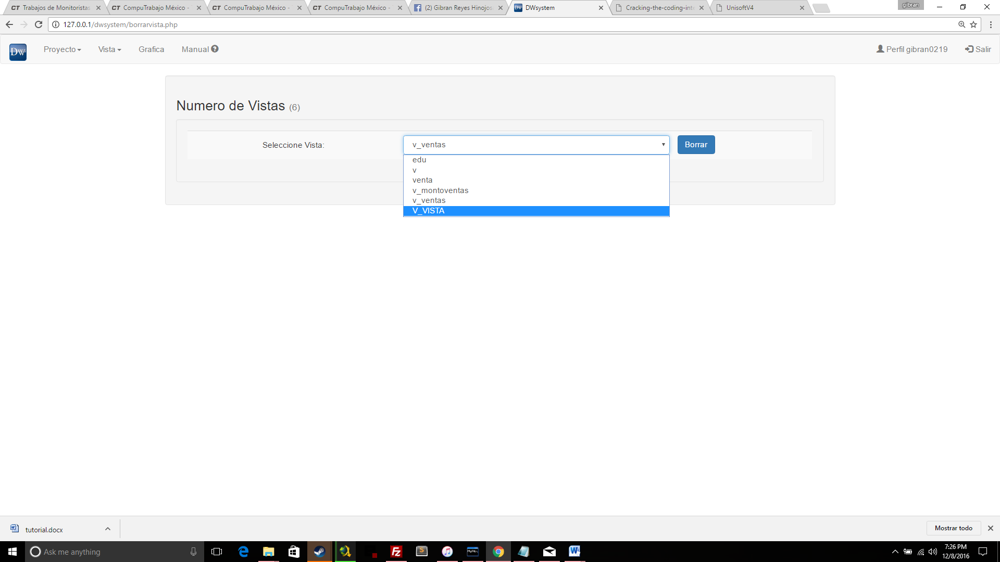 CT Trabajos de Monitoristas
CT CompuTrabajo México -
CT CompuTrabajo México -
CT CompuTrabajo México -
(2) Gibran Reyes Hinojos
DW DWsystem
Cracking-the-coding-inte
UnisoftV4
gibran
127.0.0.1/dwsystem/borrarvista.php
DW Proyecto Vista Grafica Manual Perfil gibran0219 Salir
Numero de Vistas (6)
Seleccione Vista: v_ventas Borrar
edu
v
venta
v_montoventas
v_ventas
V_VISTA
tutorial.docx Mostrar todo
Ask me anything
7:26 PM
12/8/2016